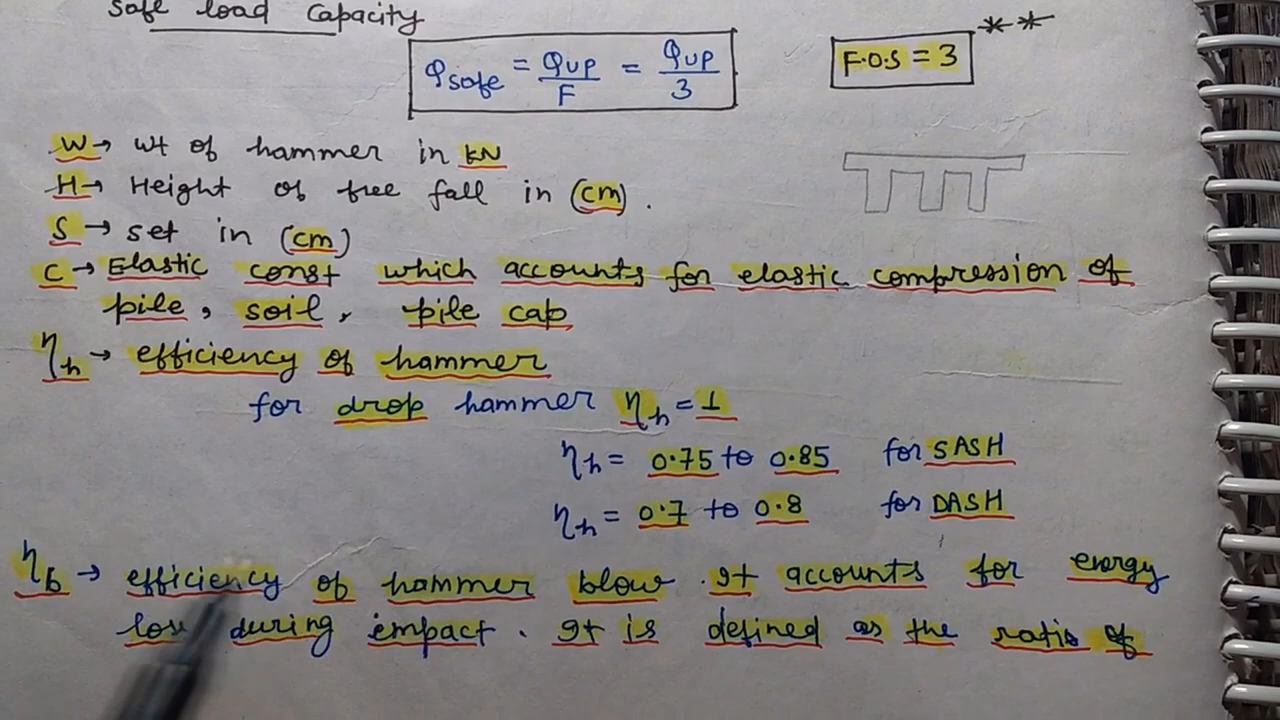 Safe load capacity
Qsafe = Qup/F = Qup/3
F.O.S = 3 **
W → wt of hammer in kN
H → Height of free fall in (cm).
S → set in (cm)
C → Elastic const which accounts for elastic compression of
pile, soil, pile cap
ηh → efficiency of hammer
for drop hammer ηh = 1
ηh = 0.75 to 0.85 for SASH
ηh = 0.7 to 0.8 for DASH
ηb → efficiency of hammer blow. It accounts for energy
loss during impact. It is defined as the ratio of